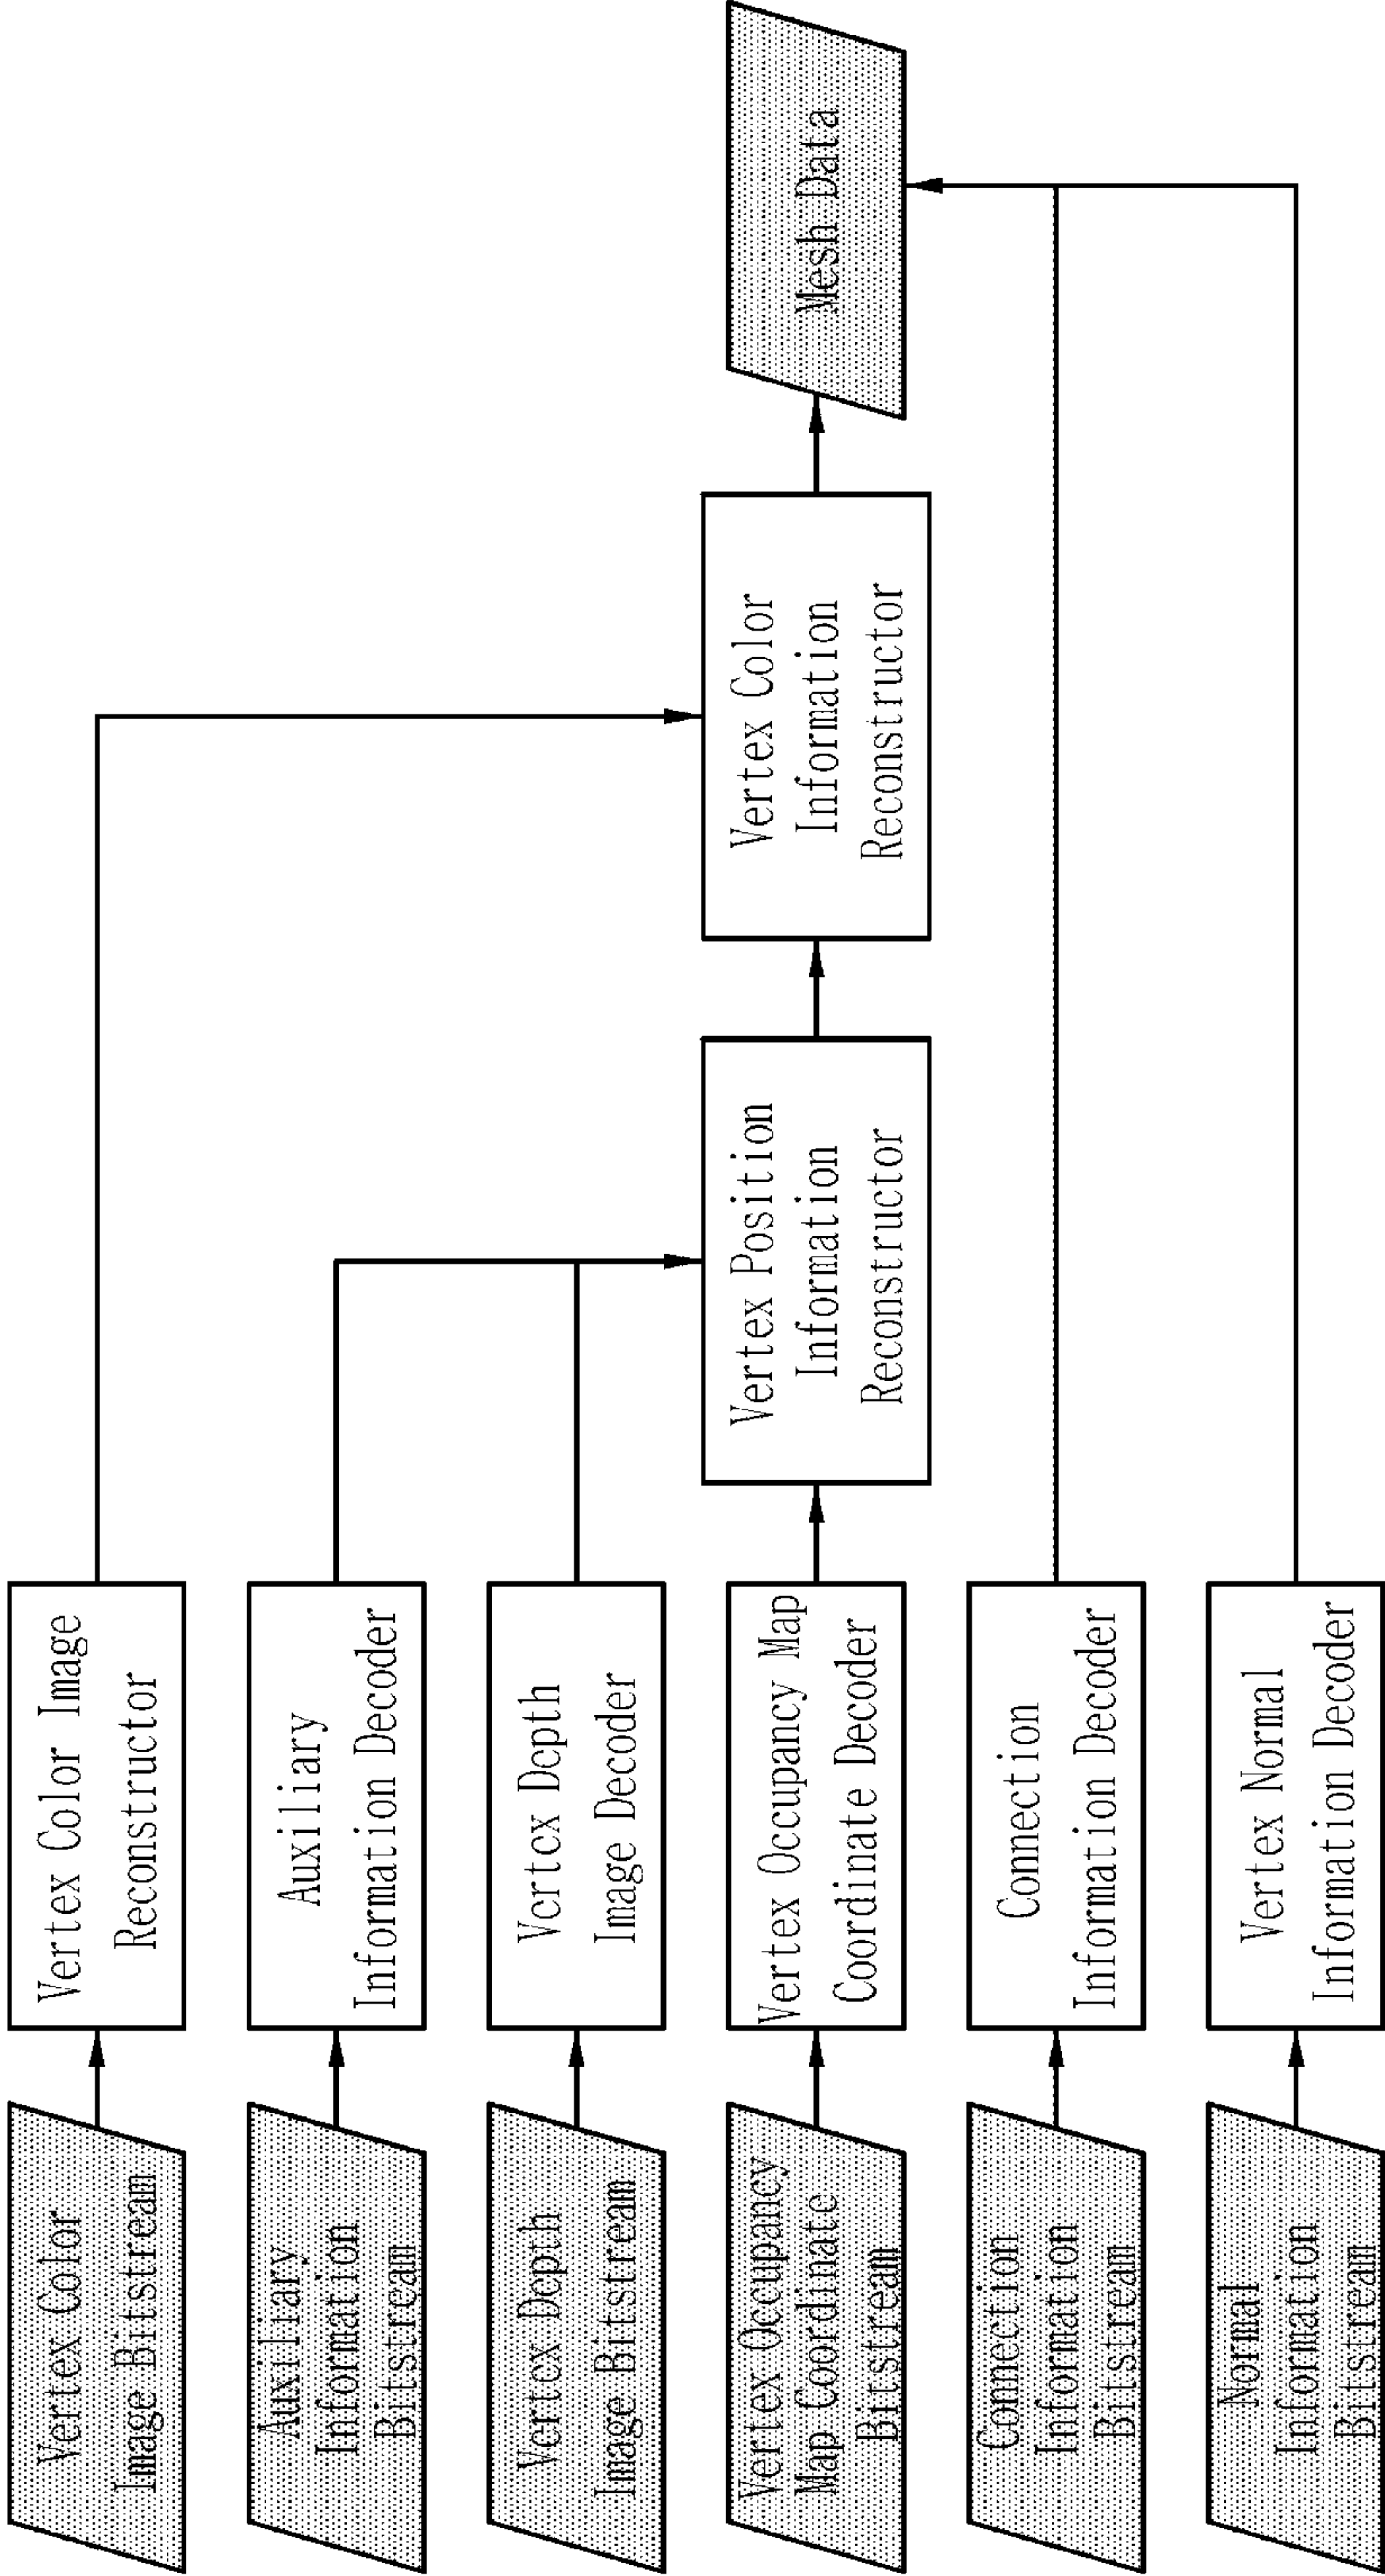 Vertex Color
Image Bitstream
Vertex Color Image
Reconstructor
Auxiliary
Information
Bitstream
Auxiliary
Information Decoder
Vertex Depth
Image Bitstream
Vertex Depth
Image Decoder
Vertex Occupancy
Map Coordinate
Bitstream
Vertex Occupancy Map
Coordinate Decoder
Vertex Position
Information
Reconstructor
Vertex Color
Information
Reconstructor
Mesh Data
Connection
Information
Bitstream
Connection
Information Decoder
Normal
Information
Bitstream
Vertex Normal
Information Decoder